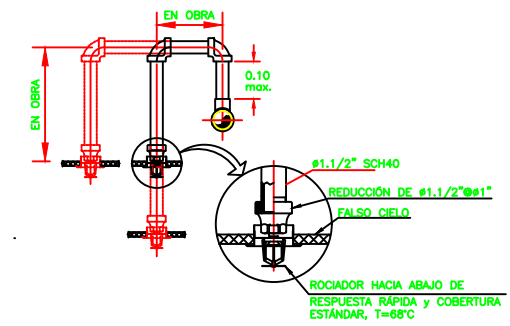 EN OBRA
EN OBRA
0.10
max.
ø1.1/2" SCH40
REDUCCIÓN DE ø1.1/2"@ø1"
FALSO CIELO
ROCIADOR HACIA ABAJO DE
RESPUESTA RÁPIDA y COBERTURA
ESTÁNDAR, T=68°C